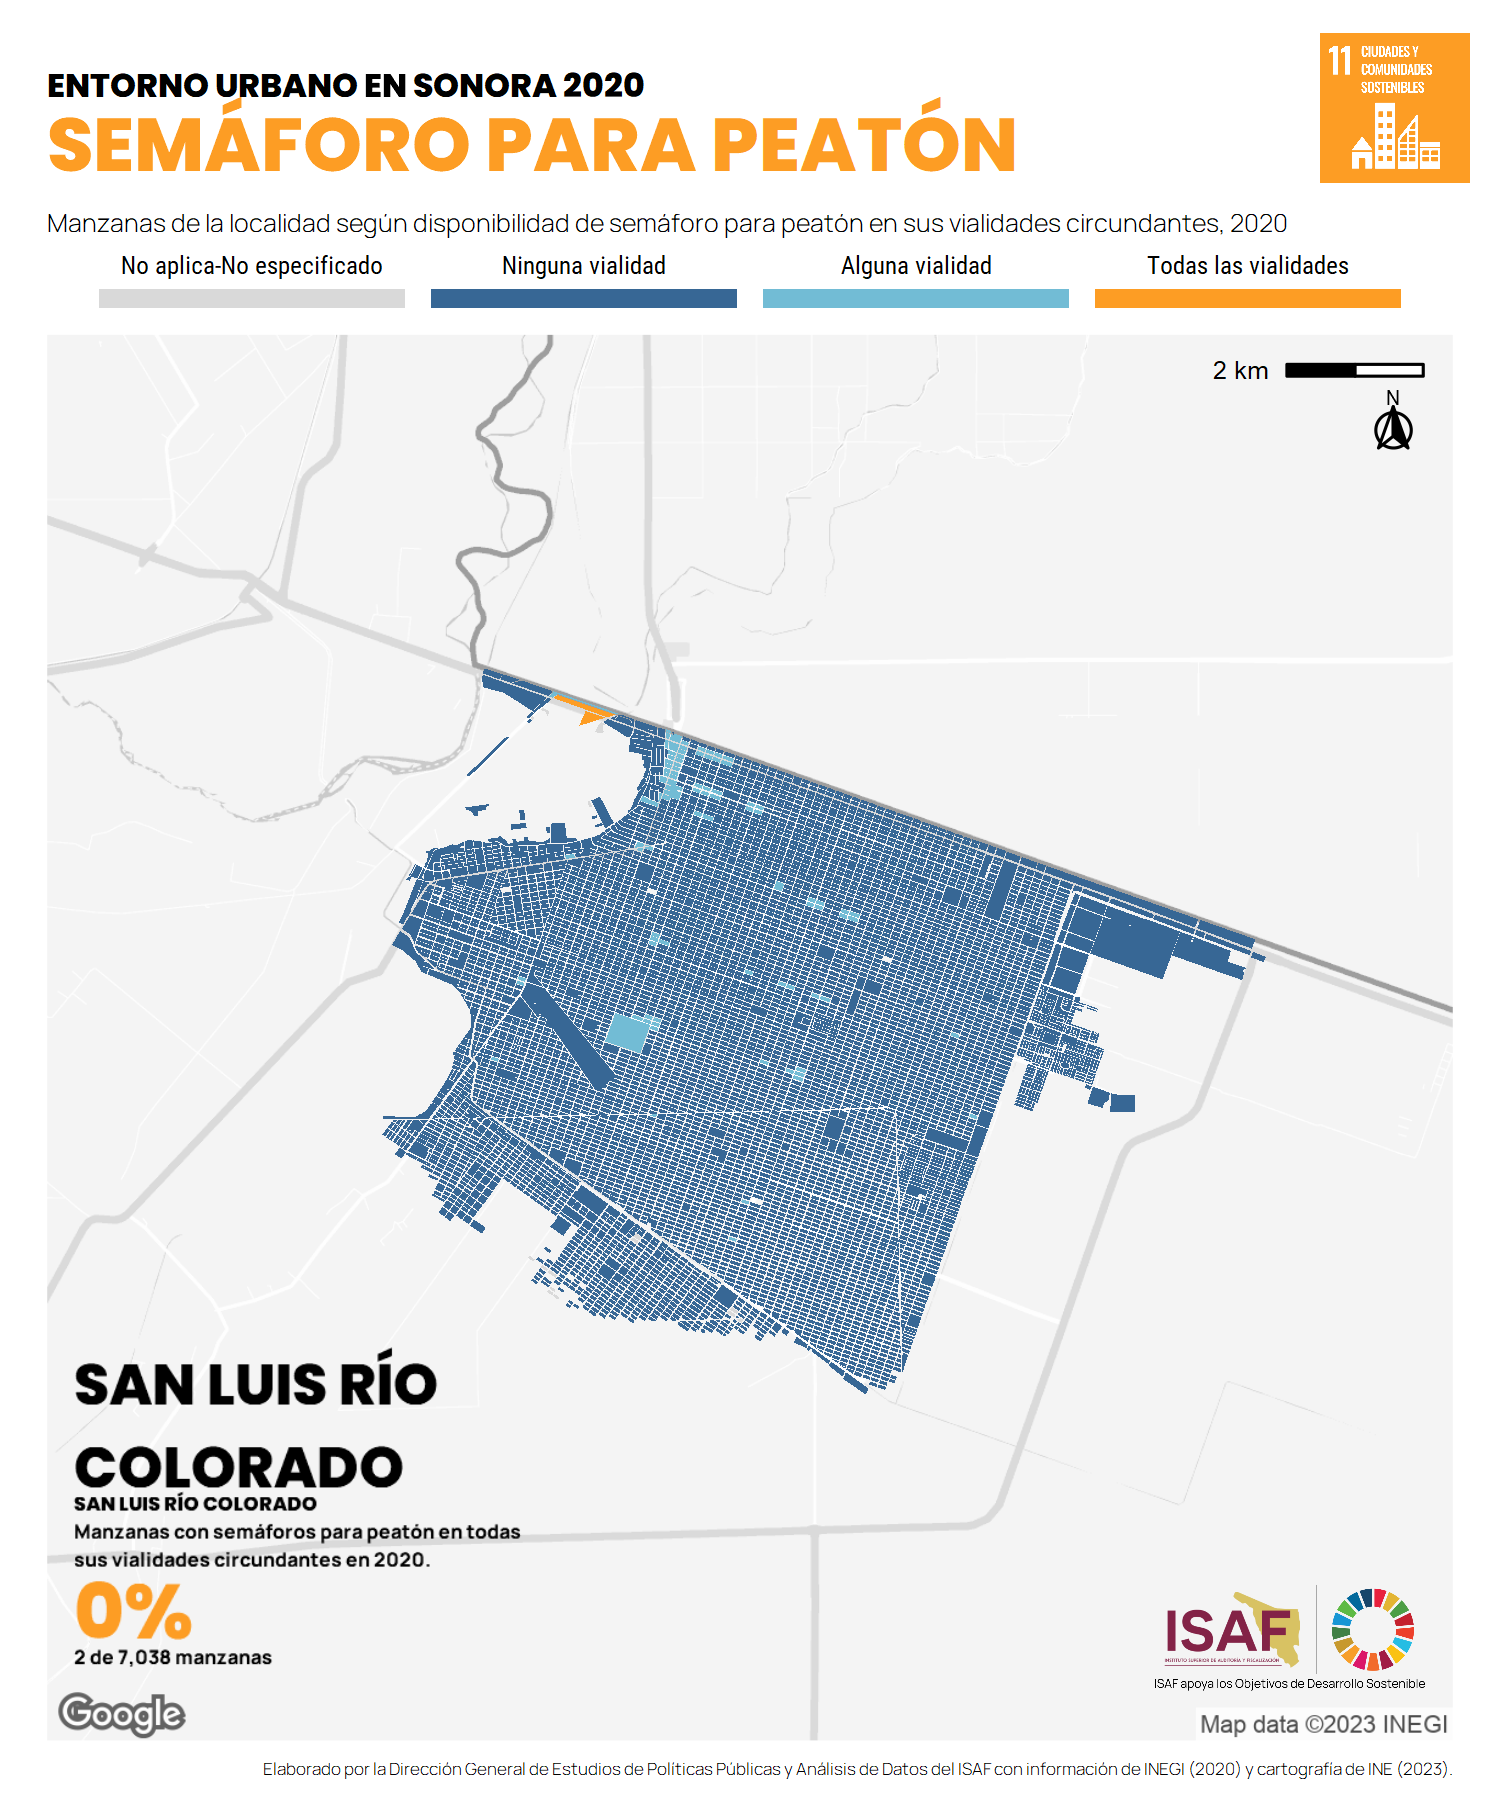 ENTORNO URBANO EN SONORA 2020
SEMÁFORO PARA PEATÓN
11 CIUDADES Y
COMUNIDADES
SOSTENIBLES
Manzanas de la localidad según disponibilidad de semáforo para peatón en sus vialidades circundantes, 2020
No aplica-No especificado
Ninguna vialidad
Alguna vialidad
Todas las vialidades
2 km
N
SAN LUIS RÍO
COLORADO
SAN LUIS RÍO COLORADO
Manzanas con semáforos para peatón en todas
sus vialidades circundantes en 2020.
0%
2 de 7,038 manzanas
ISAF
INSTITUTO SUPERIOR DE AUDITORÍA Y FISCALIZACIÓN
ISAF apoya los Objetivos de Desarrollo Sostenible
Google
Map data ©2023 INEGI
Elaborado por la Dirección General de Estudios de Políticas Públicas y Análisis de Datos del ISAF con información de INEGI (2020) y cartografía de INE (2023).